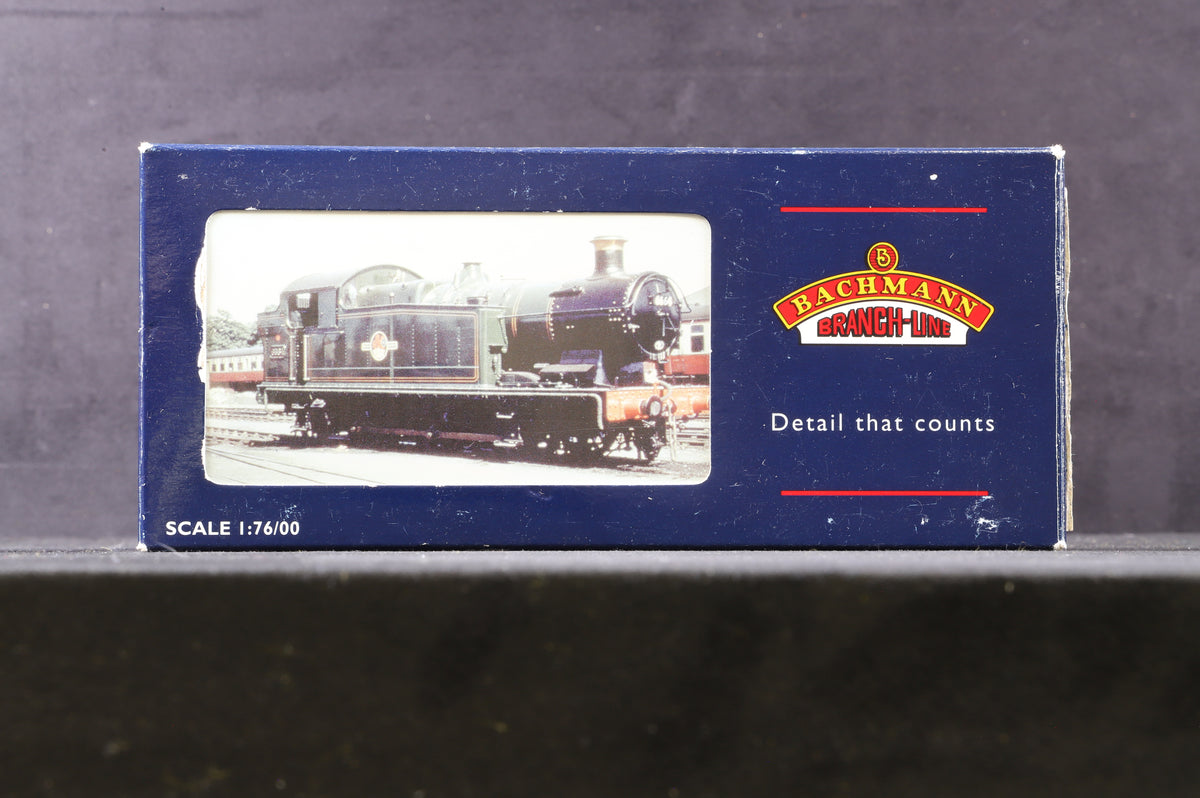 B
BACHMANN
BRANCH-LINE
Detail that counts
SCALE 1:76/00